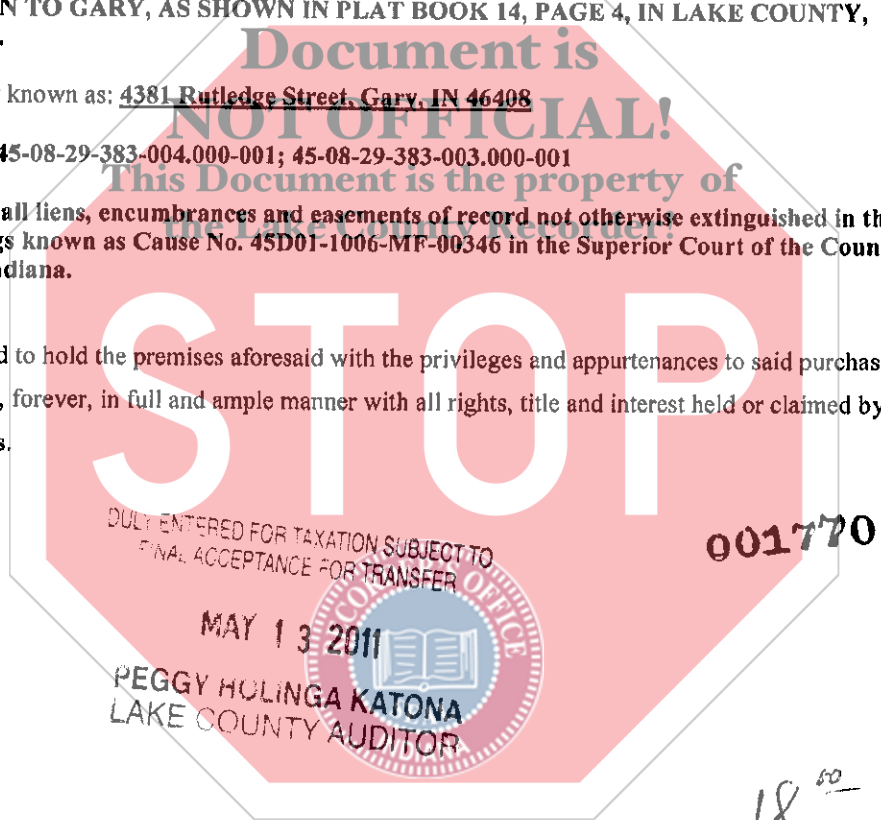 N TO GARY, AS SHOWN IN PLAT BOOK 14, PAGE 4, IN LAKE COUNTY,
Document is
known as: 4381 Rutledge Street, Gary, IN 46408
NOT OFFICIAL!
45-08-29-383-004.000-001; 45-08-29-383-003.000-001
This Document is the property of
all liens, encumbrances and easements of record not otherwise extinguished in th
the Lake County Recorder!
gs known as Cause No. 45D01-1006-MF-00346 in the Superior Court of the Coun
ndiana.
STOP
d to hold the premises aforesaid with the privileges and appurtenances to said purchas
, forever, in full and ample manner with all rights, title and interest held or claimed by
s.
DULY ENTERED FOR TAXATION SUBJECT TO
FINAL ACCEPTANCE FOR TRANSFER
001770
MAY 13 2011
PEGGY HOLINGA KATONA
LAKE COUNTY AUDITOR
OFFICE
INDIANA
18 00